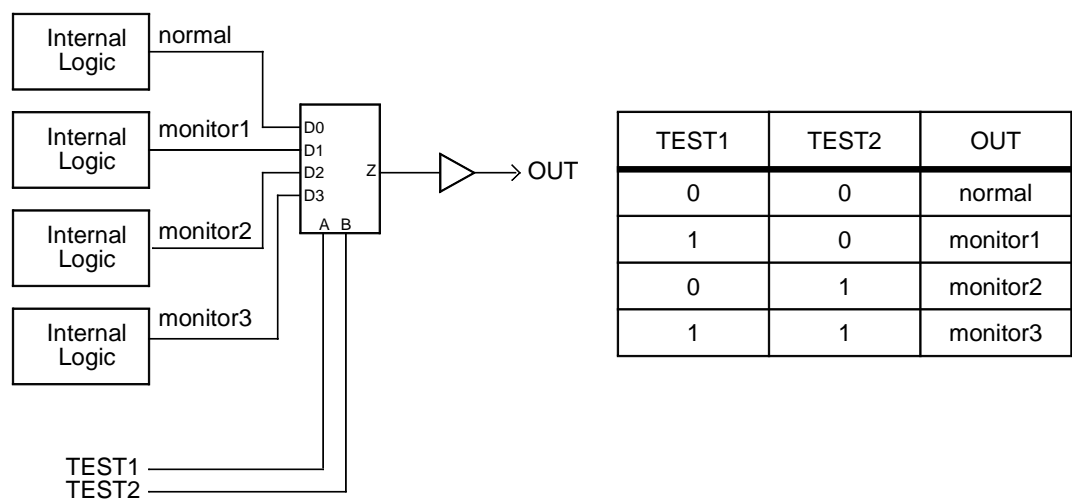 Internal
Logic
normal
Internal
Logic
monitor1
Internal
Logic
monitor2
Internal
Logic
monitor3
D0
D1
D2
D3
Z
A B
OUT
TEST1
TEST2
TEST1 TEST2 OUT
0 0 normal
1 0 monitor1
0 1 monitor2
1 1 monitor3